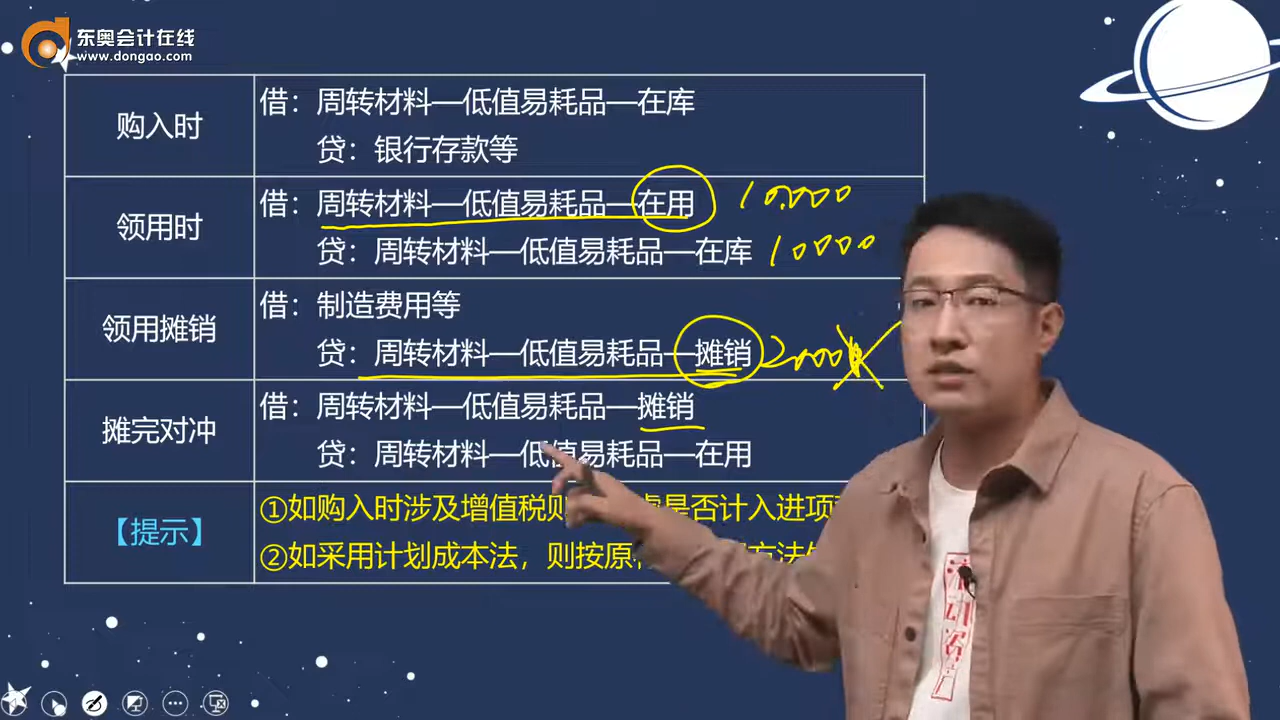 东奥会计在线
www.dongao.com
购入时
借：周转材料—低值易耗品—在库
贷：银行存款等
领用时
借：周转材料—低值易耗品—在用 10000
贷：周转材料—低值易耗品—在库 10000
领用摊销
借：制造费用等
贷：周转材料—低值易耗品—摊销 2000
摊完对冲
借：周转材料—低值易耗品—摊销
贷：周转材料—低值易耗品—在用
【提示】
①如购入时涉及增值税则 是否计入进项
②如采用计划成本法，则按原